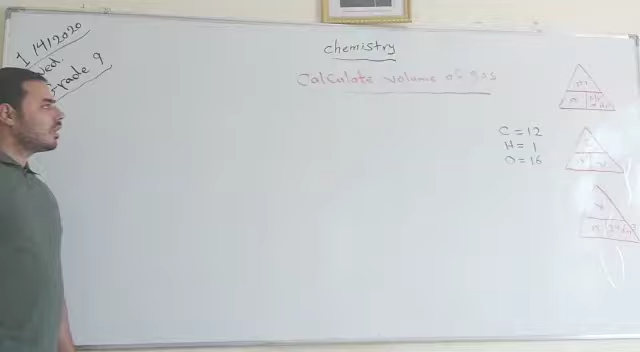 1/4/2020
Wed.
Grade 9
chemistry
Calculate volume of gas
C = 12
H = 1
O = 16